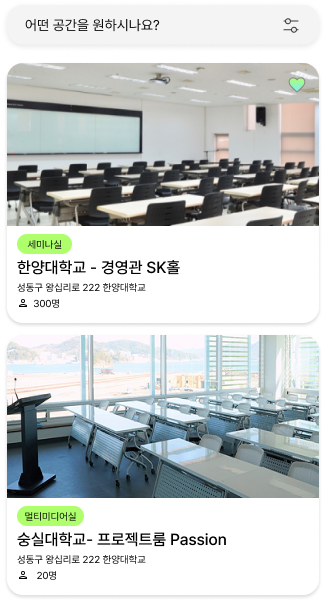 어떤 공간을 원하시나요?
세미나실
한양대학교 - 경영관 SK홀
성동구 왕십리로 222 한양대학교
300명
멀티미디어실
숭실대학교- 프로젝트룸 Passion
성동구 왕십리로 222 한양대학교
20명